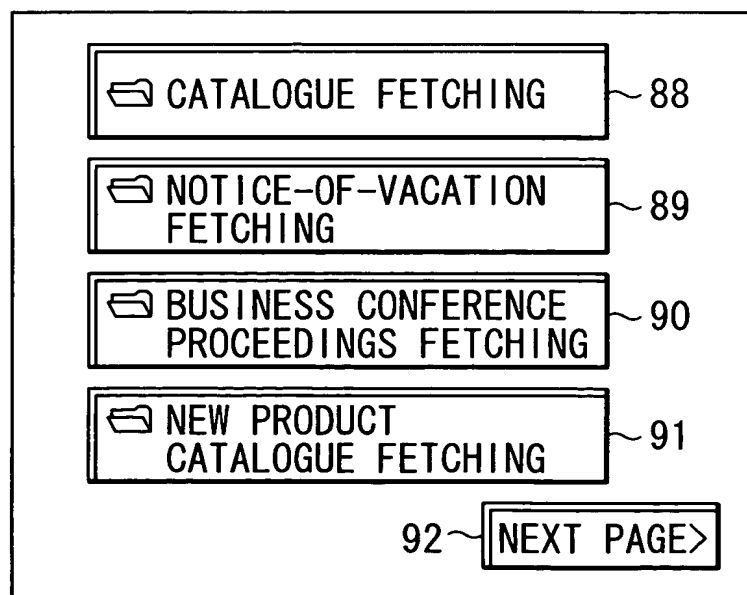 CATALOGUE FETCHING 88
NOTICE-OF-VACATION
FETCHING 89
BUSINESS CONFERENCE
PROCEEDINGS FETCHING 90
NEW PRODUCT
CATALOGUE FETCHING 91
92 NEXT PAGE>